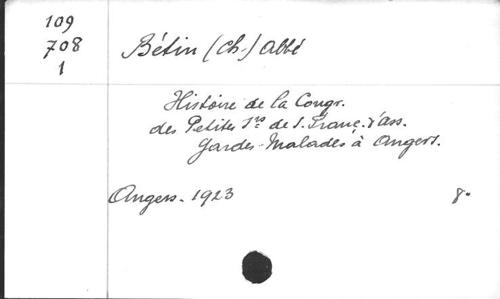 109
708
1
Bétin (Ch.) Abbé
Histoire de la Congr.
des Petites Srs de S. Franç. d'Ass.
Gardes-Malades à Angers.
Angers. 1923 8°